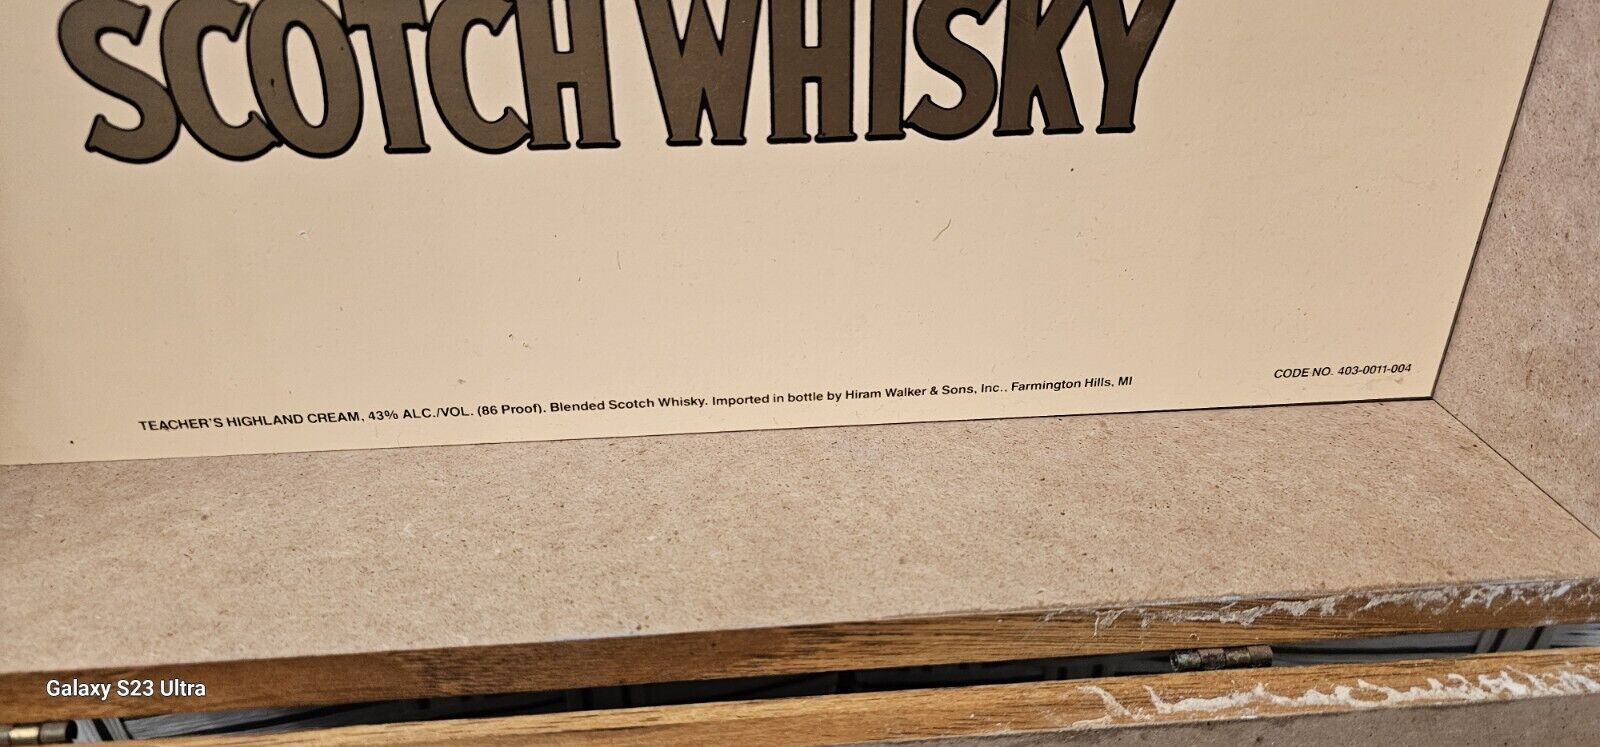 SCOTCH WHISKY
TEACHER'S HIGHLAND CREAM, 43% ALC./VOL. (86 Proof). Blended Scotch Whisky. Imported in bottle by Hiram Walker & Sons, Inc., Farmington Hills, MI
CODE NO. 403-0011-004
Galaxy S23 Ultra